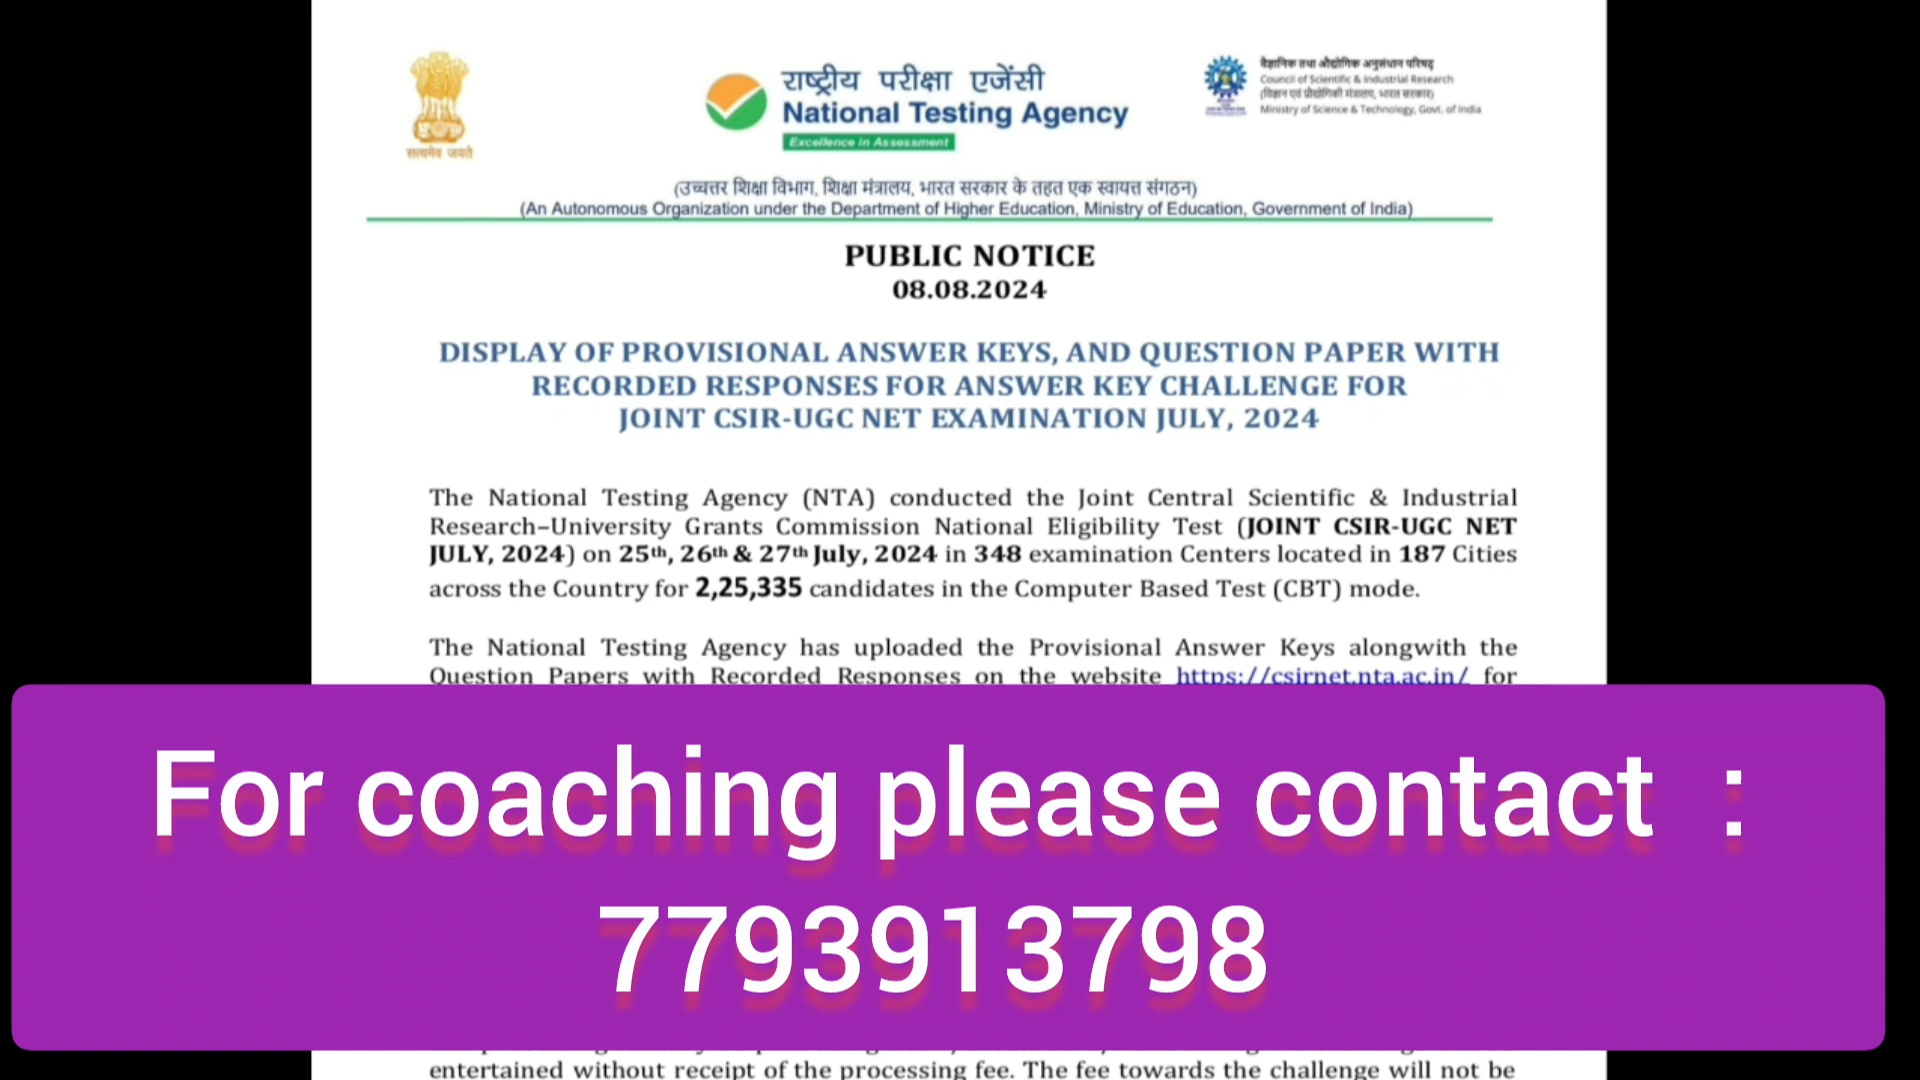 सत्यमेव जयते
राष्ट्रीय परीक्षा एजेंसी
National Testing Agency
Excellence in Assessment
वैज्ञानिक तथा औद्योगिक अनुसंधान परिषद
Council of Scientific & Industrial Research
(विज्ञान एवं प्रौद्योगिकी मंत्रालय, भारत सरकार)
Ministry of Science & Technology, Govt. of India
(उच्चतर शिक्षा विभाग, शिक्षा मंत्रालय, भारत सरकार के तहत एक स्वायत्त संगठन)
(An Autonomous Organization under the Department of Higher Education, Ministry of Education, Government of India)
PUBLIC NOTICE
08.08.2024
DISPLAY OF PROVISIONAL ANSWER KEYS, AND QUESTION PAPER WITH
RECORDED RESPONSES FOR ANSWER KEY CHALLENGE FOR
JOINT CSIR-UGC NET EXAMINATION JULY, 2024
The National Testing Agency (NTA) conducted the Joint Central Scientific & Industrial
Research–University Grants Commission National Eligibility Test (JOINT CSIR-UGC NET
JULY, 2024) on 25th, 26th & 27th July, 2024 in 348 examination Centers located in 187 Cities
across the Country for 2,25,335 candidates in the Computer Based Test (CBT) mode.
The National Testing Agency has uploaded the Provisional Answer Keys alongwith the
Question Papers with Recorded Responses on the website https://csirnet.nta.ac.in/ for
For coaching please contact :
7793913798
entertained without receipt of the processing fee. The fee towards the challenge will not be